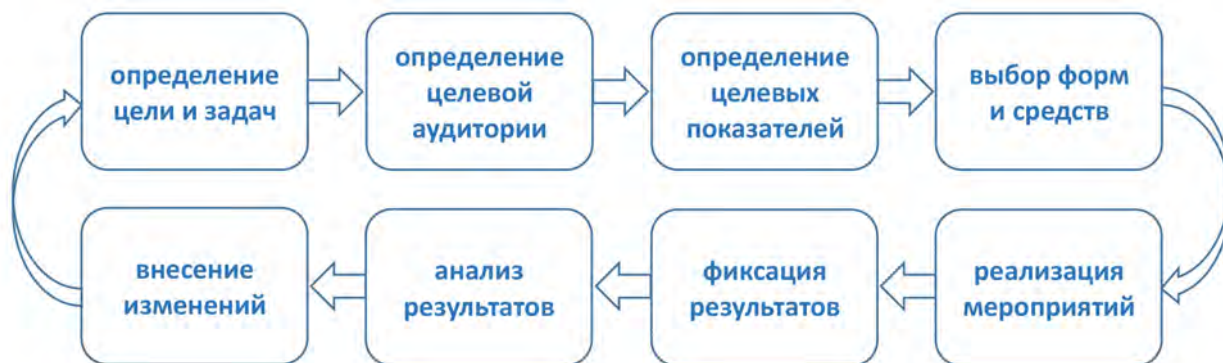 определение
цели и задач
определение
целевой
аудитории
определение
целевых
показателей
выбор форм
и средств
реализация
мероприятий
фиксация
результатов
анализ
результатов
внесение
изменений